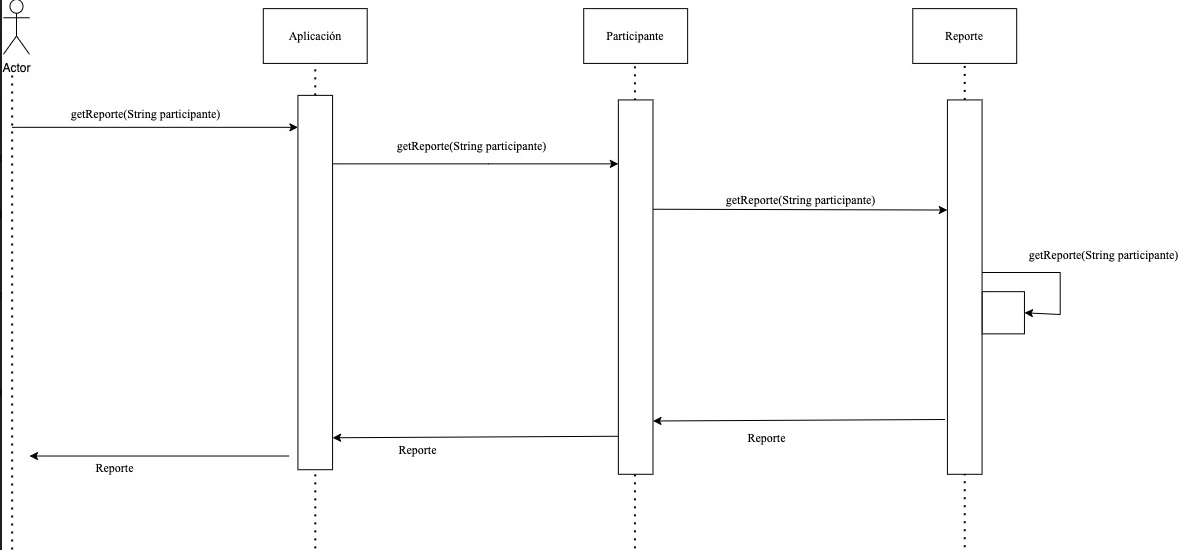 Aplicación
Participante
Reporte
Actor
getReporte(String participante)
getReporte(String participante)
getReporte(String participante)
getReporte(String participante)
Reporte
Reporte
Reporte